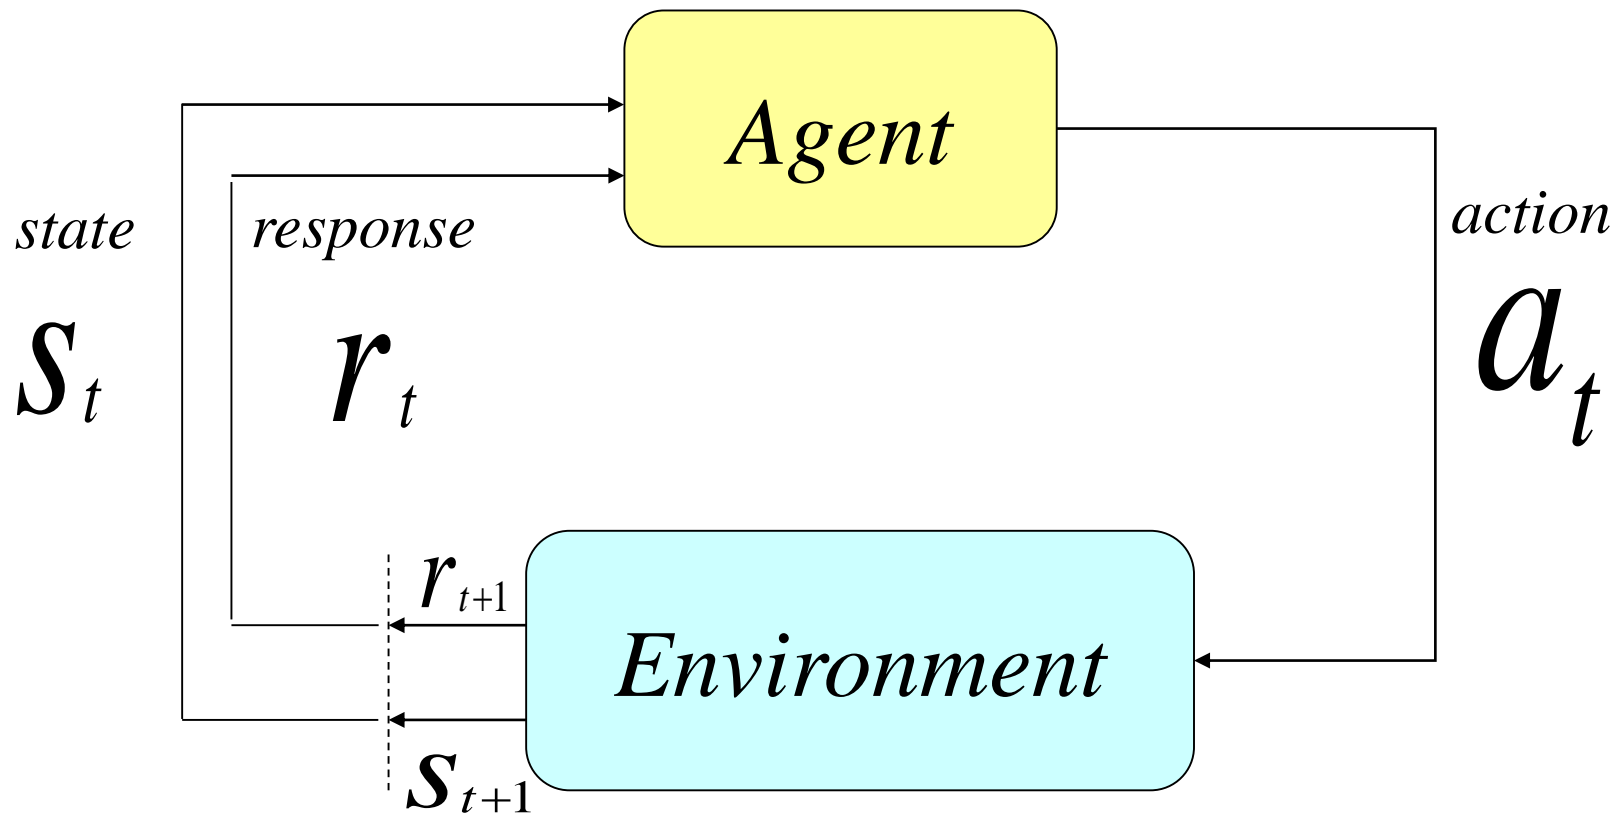 Agent
state
response
action
s_t
r_t
a_t
r_{t+1}
Environment
s_{t+1}